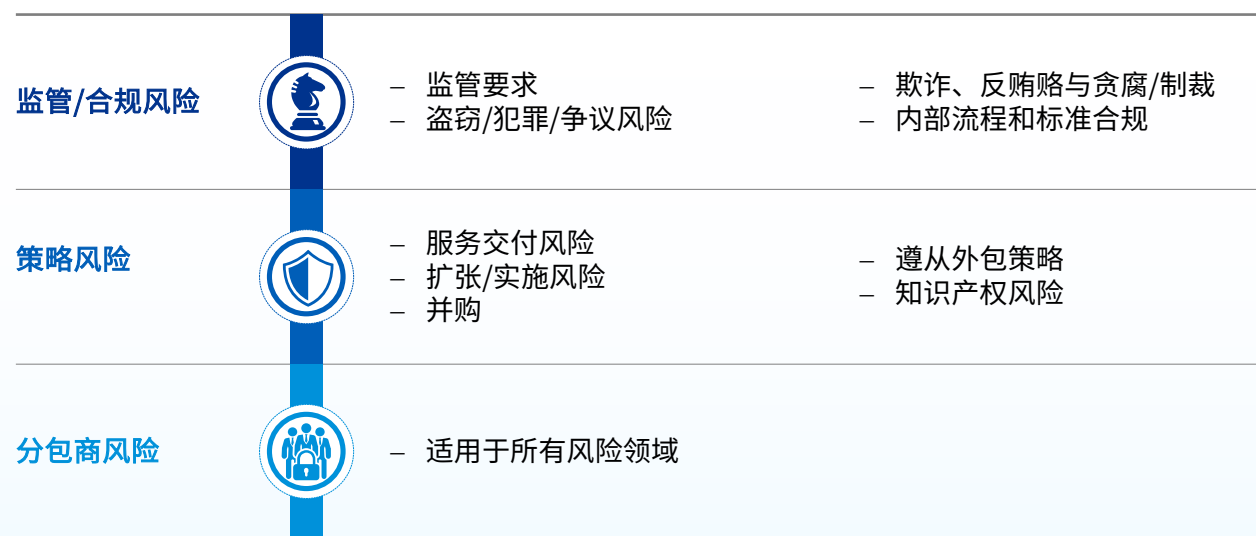 监管/合规风险
– 监管要求
– 盗窃/犯罪/争议风险
– 欺诈、反贿赂与贪腐/制裁
– 内部流程和标准合规
策略风险
– 服务交付风险
– 扩张/实施风险
– 并购
– 遵从外包策略
– 知识产权风险
分包商风险
– 适用于所有风险领域